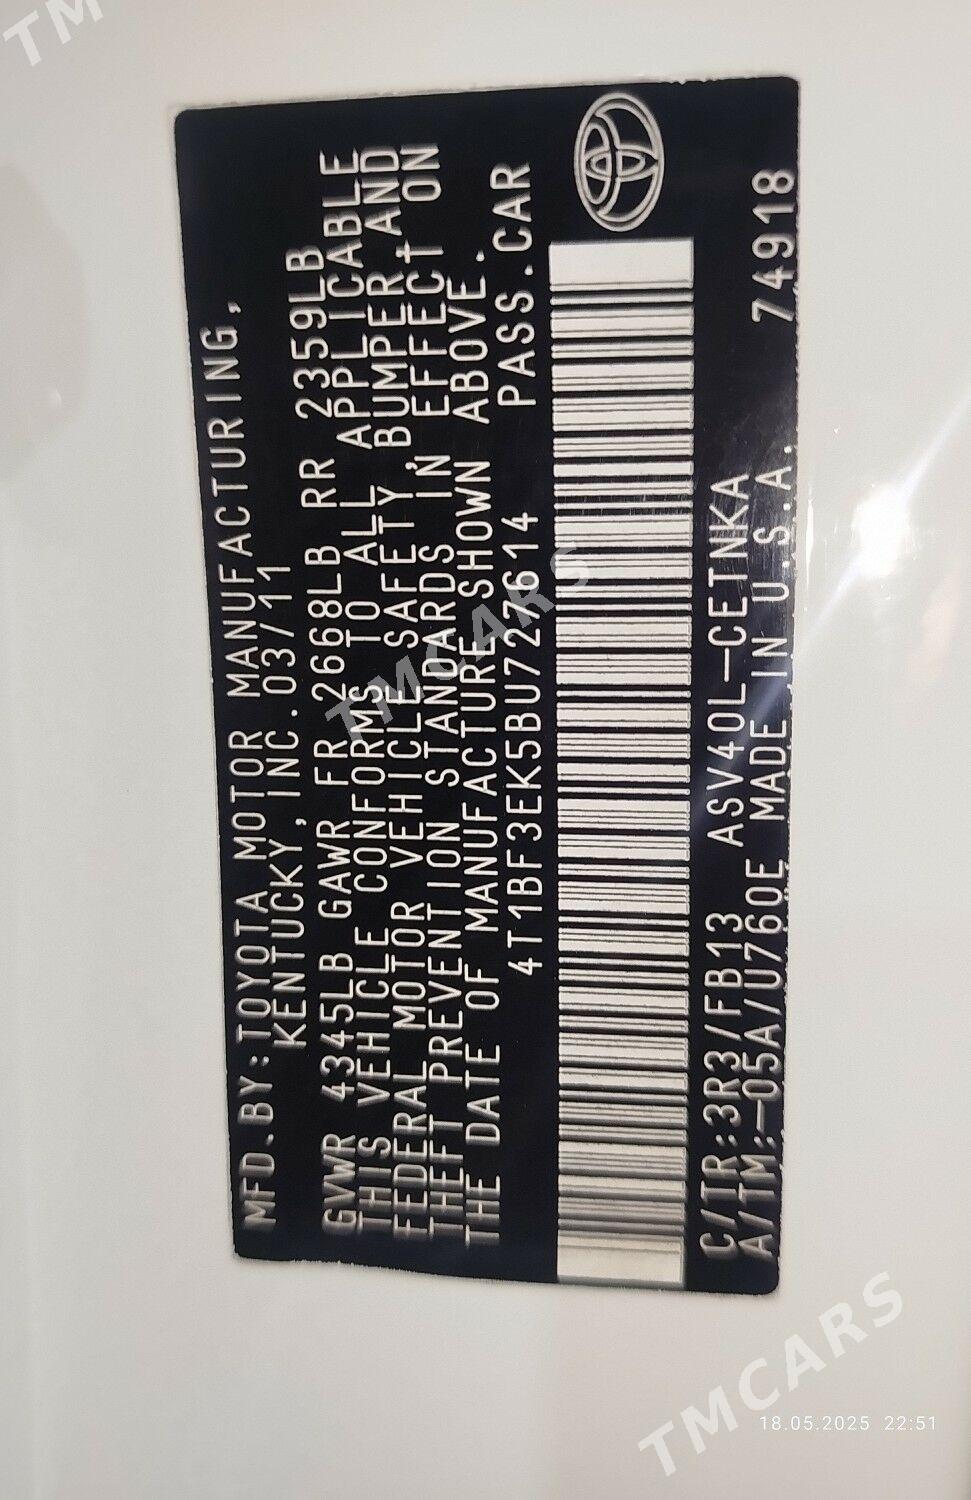 MFD.BY:TOYOTA MOTOR MANUFACTURING,
KENTUCKY, INC.03/11
GVWR 4345LB GAWR FR 2668LB RR 2359LB
THIS VEHICLE CONFORMS TO ALL APPLICABLE
FEDERAL MOTOR VEHICLE SAFETY, BUMPER, AND
THEFT PREVENTION STANDARDS IN EFFECT ON
THE DATE OF MANUFACTURE SHOWN ABOVE.
4T1BF3EK5BU727614 PASS.CAR
C/TR:3R3/FB13 ASV40L-CETNKA
A/TM:-05A/U760E MADE IN U.S.A. 74918
TM
TMCARS
TMCARS
18.05.2025 22:51